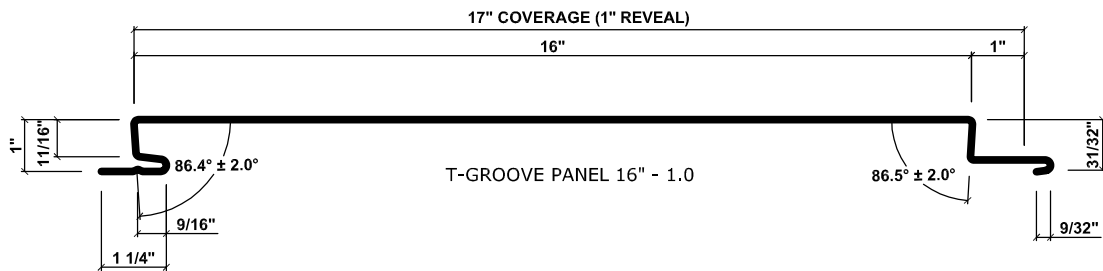 17" COVERAGE (1" REVEAL)
16"
1"
1"
11/16"
31/32"
86.4° ± 2.0°
T-GROOVE PANEL 16" - 1.0
86.5° ± 2.0°
9/16"
9/32"
1 1/4"